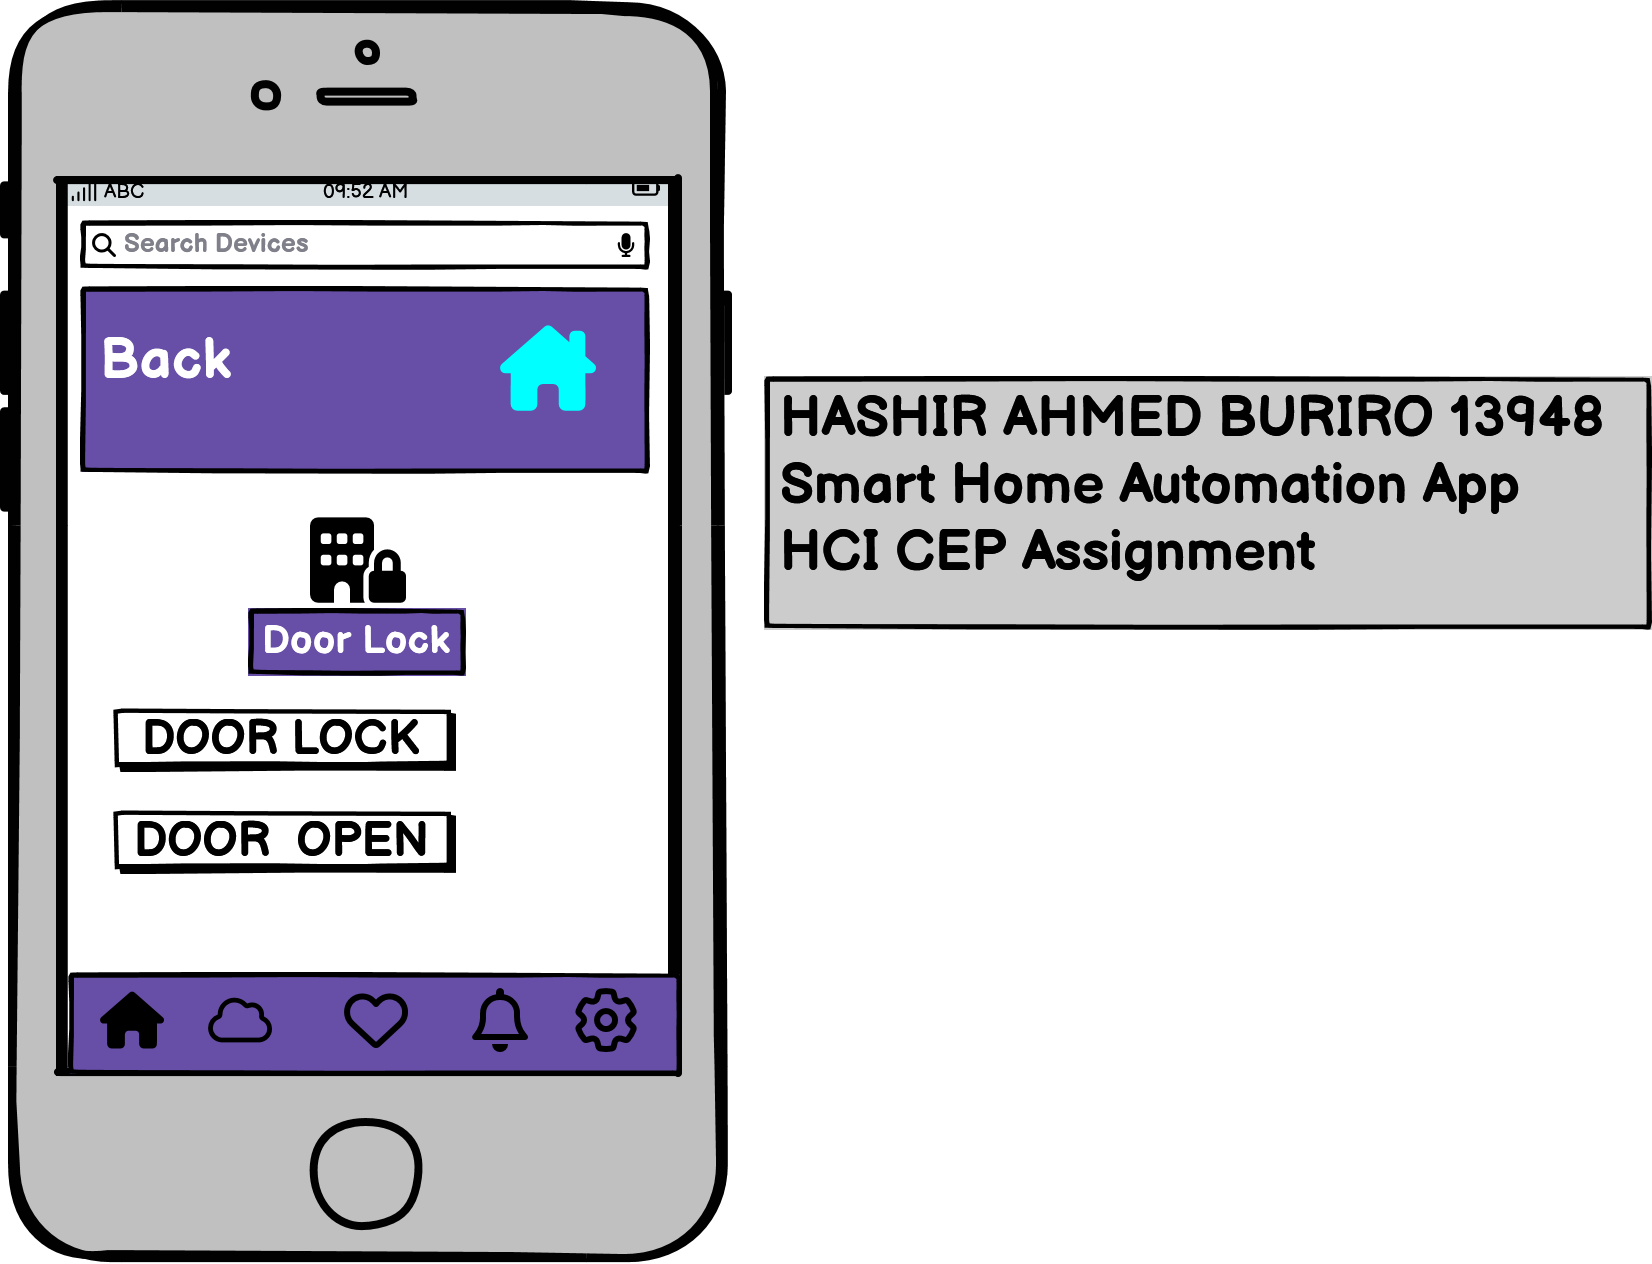 ABC 09:52 AM
Search Devices
Back
Door Lock
DOOR LOCK
DOOR OPEN
HASHIR AHMED BURIRO 13948
Smart Home Automation App
HCI CEP Assignment